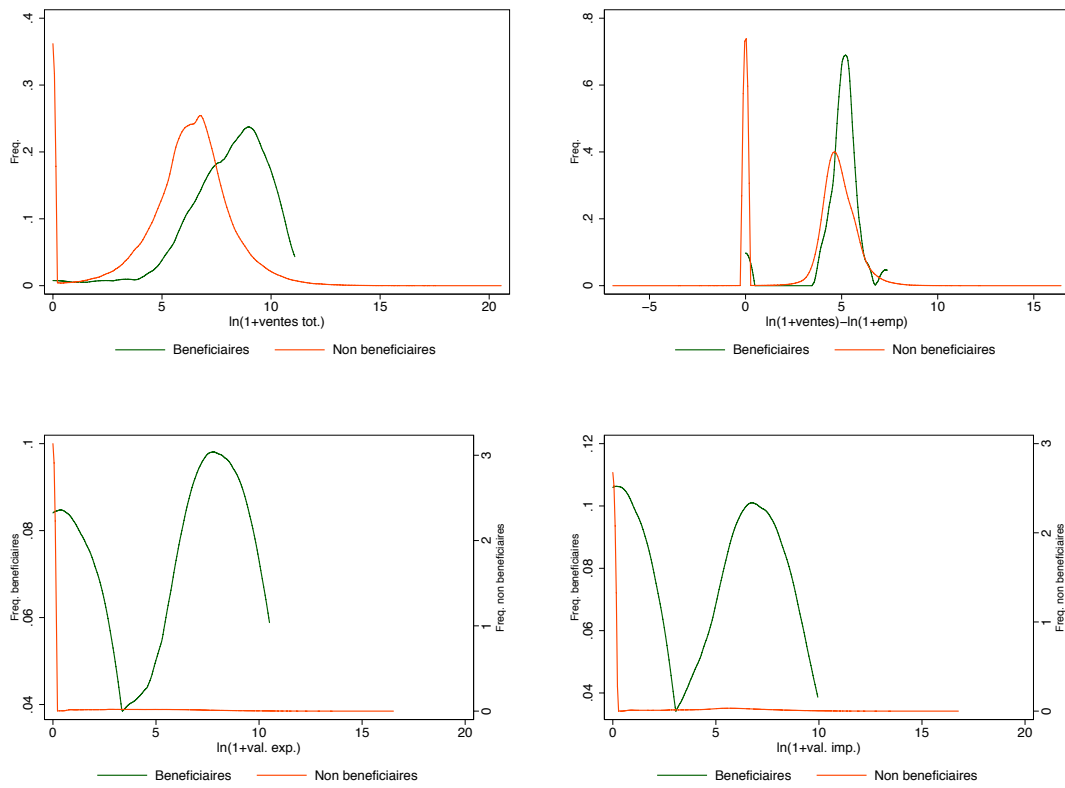 .4
.3
.2
.1
0
Freq.
0 5 10 15 20
ln(1+ventes tot.)
Beneficiaires Non beneficiaires
.8
.6
.4
.2
0
Freq.
−5 0 5 10 15
ln(1+ventes)−ln(1+emp)
Beneficiaires Non beneficiaires
.1
.08
.06
.04
Freq. beneficiaires
3
2
1
0
Freq. non beneficiaires
0 5 10 15 20
ln(1+val. exp.)
Beneficiaires Non beneficiaires
.12
.1
.08
.06
.04
Freq. beneficiaires
3
2
1
0
Freq. non beneficiaires
0 5 10 15 20
ln(1+val. imp.)
Beneficiaires Non beneficiaires